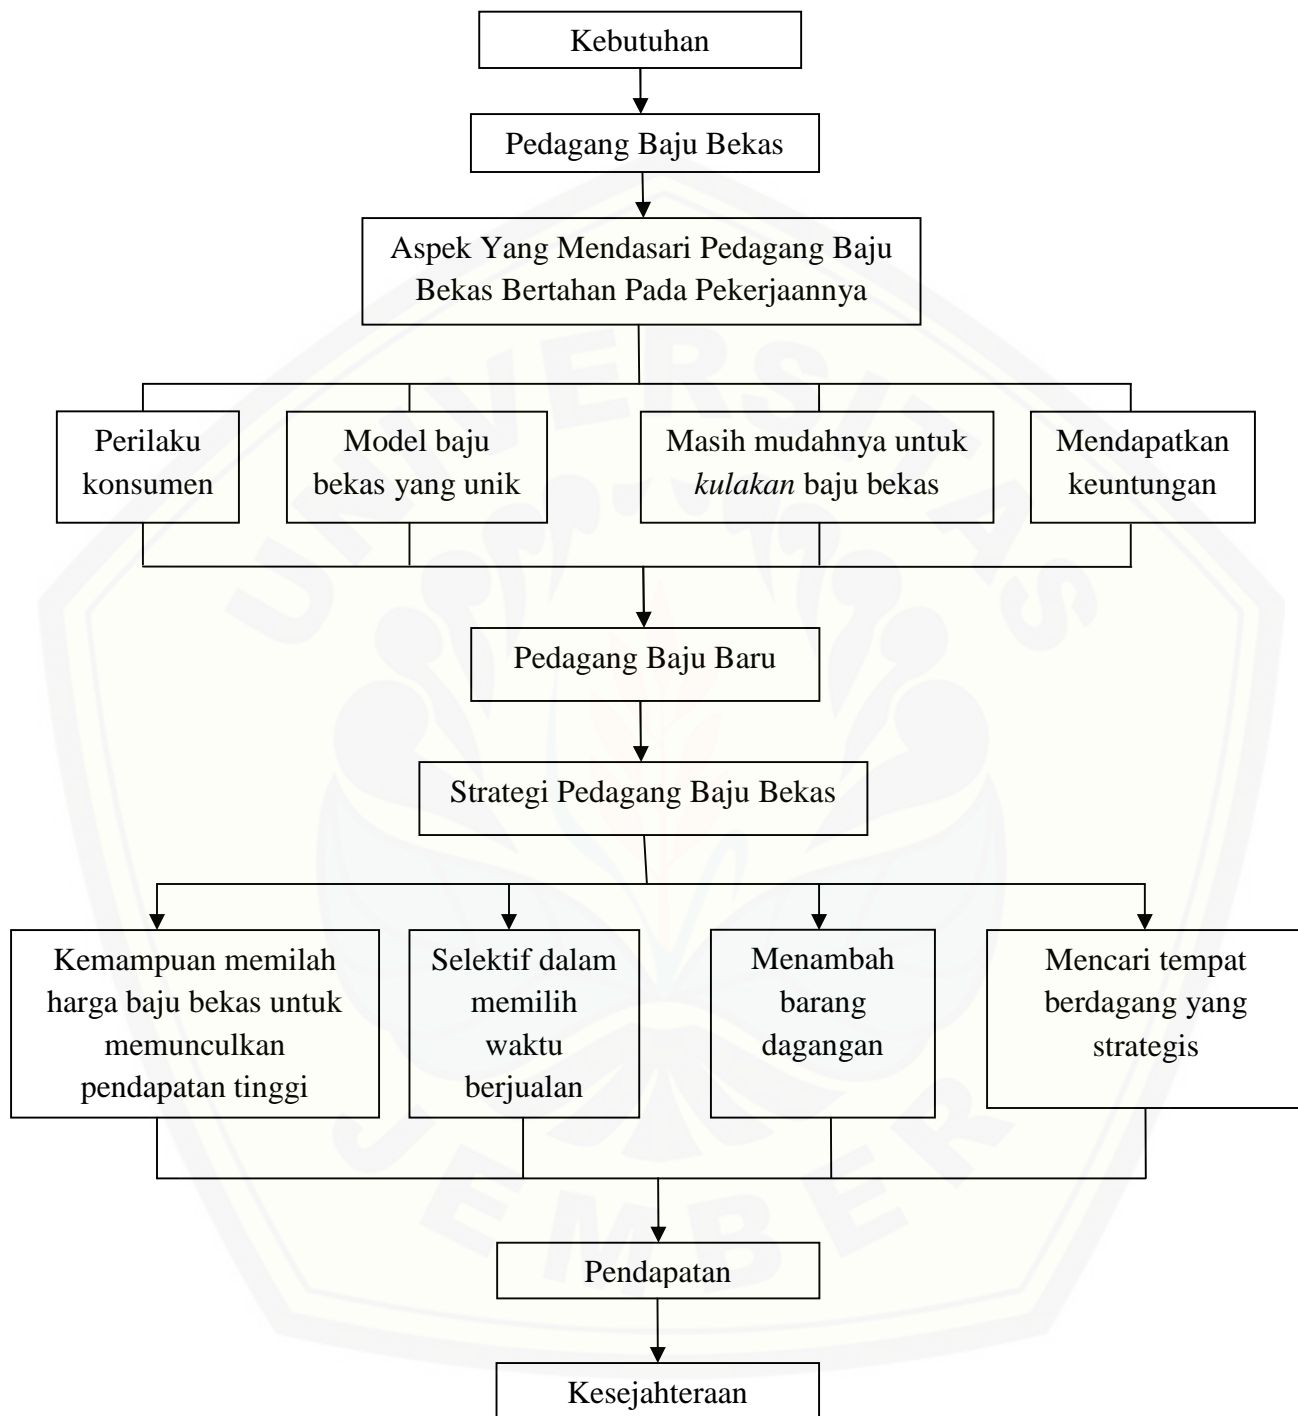 Kebutuhan
Pedagang Baju Bekas
Aspek Yang Mendasari Pedagang Baju
Bekas Bertahan Pada Pekerjaannya
Perilaku
konsumen
Model baju
bekas yang unik
Masih mudahnya untuk
kulakan baju bekas
Mendapatkan
keuntungan
Pedagang Baju Baru
Strategi Pedagang Baju Bekas
Kemampuan memilah
harga baju bekas untuk
memunculkan
pendapatan tinggi
Selektif dalam
memilih
waktu
berjualan
Menambah
barang
dagangan
Mencari tempat
berdagang yang
strategis
Pendapatan
Kesejahteraan
UNIVERSITAS
JEMBER